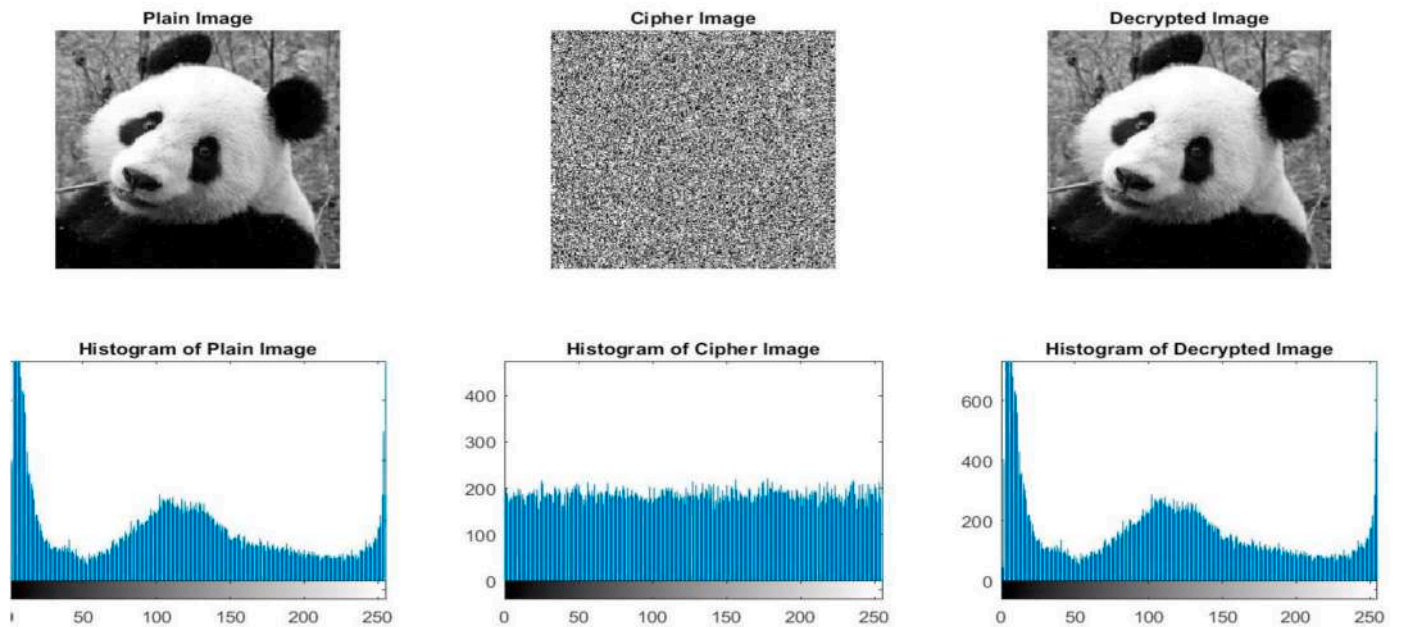 Plain Image
Cipher Image
Decrypted Image
Histogram of Plain Image
50 100 150 200 250
Histogram of Cipher Image
400
300
200
100
0
0 50 100 150 200 250
Histogram of Decrypted Image
600
400
200
0
0 50 100 150 200 250